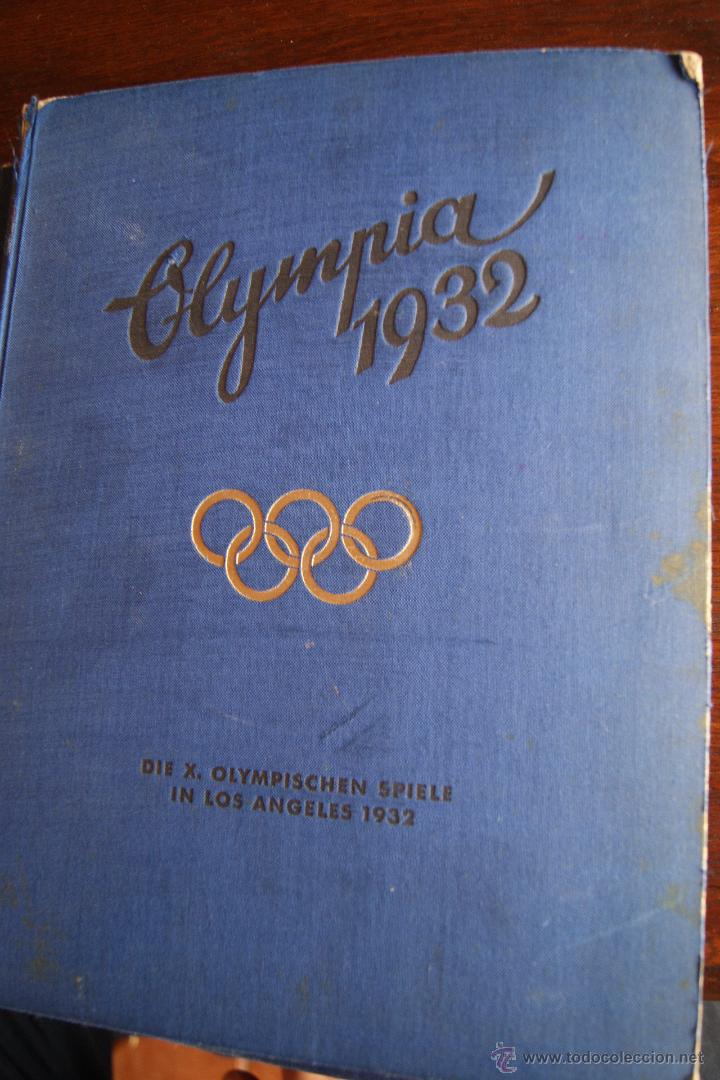 Olympia
1932
DIE X. OLYMPISCHEN SPIELE
IN LOS ANGELES 1932
© www.todocoleccion.net